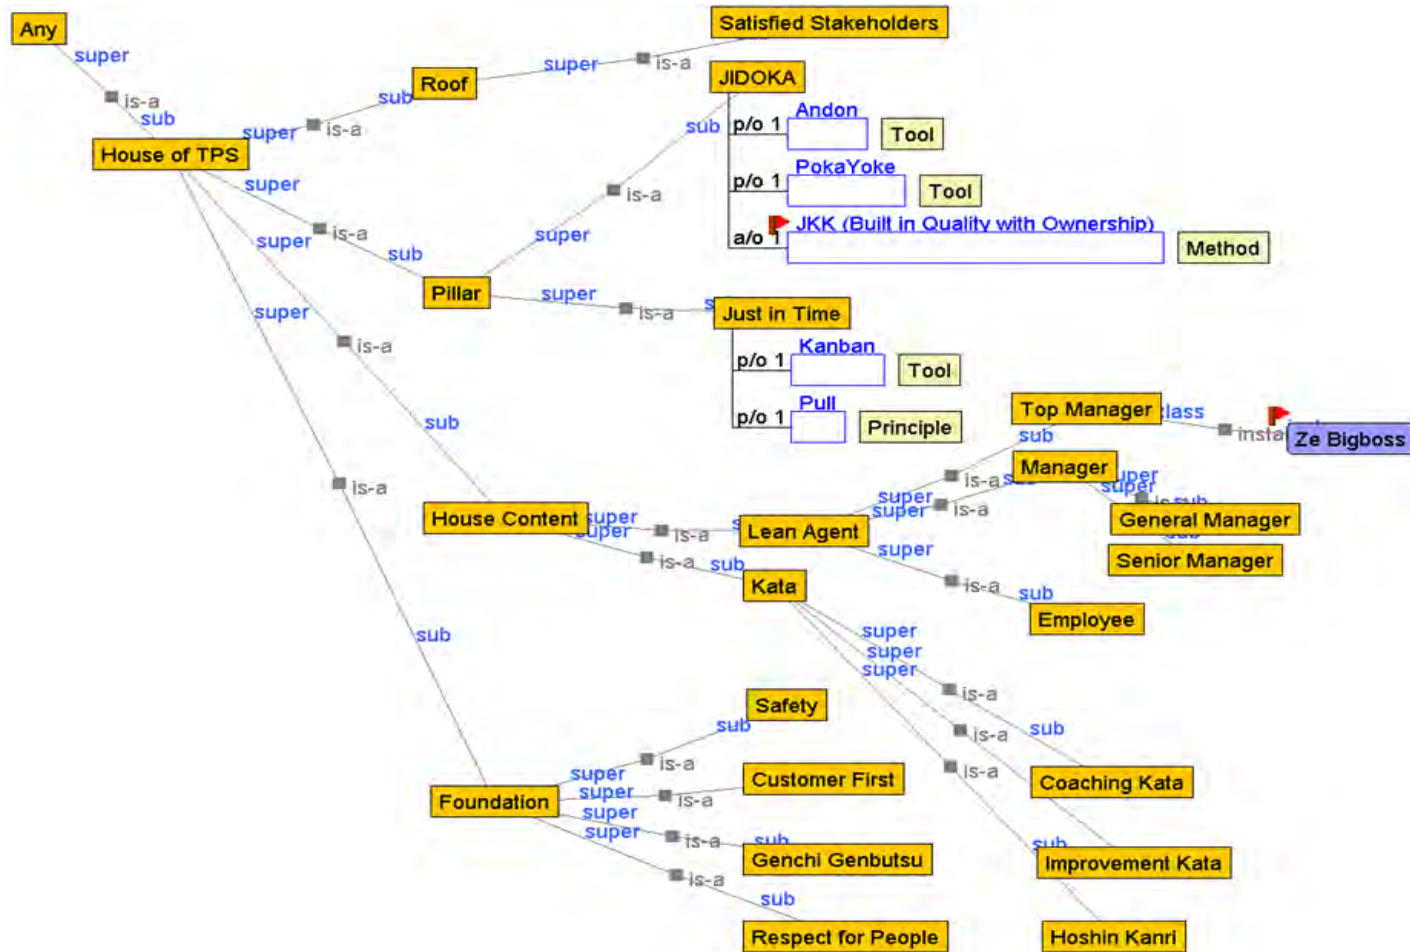 Any
super
is-a
sub
House of TPS
super
is-a
sub
Roof
super
is-a
Satisfied Stakeholders
super
is-a
sub
Pillar
super
is-a
sub
JIDOKA
p/o 1
Andon
Tool
p/o 1
PokaYoke
Tool
a/o 1
JKK (Built in Quality with Ownership)
Method
super
is-a
Just in Time
p/o 1
Kanban
Tool
p/o 1
Pull
Principle
super
is-a
sub
House Content
super
is-a
Lean Agent
super
is-a
sub
Top Manager
is-a
Ze Bigboss
super
is-a
Manager
super
super
sub
General Manager
sub
Senior Manager
super
is-a
sub
Employee
super
is-a
sub
Kata
super
super
super
is-a
is-a
is-a
sub
Coaching Kata
Improvement Kata
sub
Hoshin Kanri
super
is-a
sub
Foundation
super
is-a
sub
Safety
super
is-a
Customer First
super
is-a
sub
Genchi Genbutsu
super
is-a
sub
Respect for People